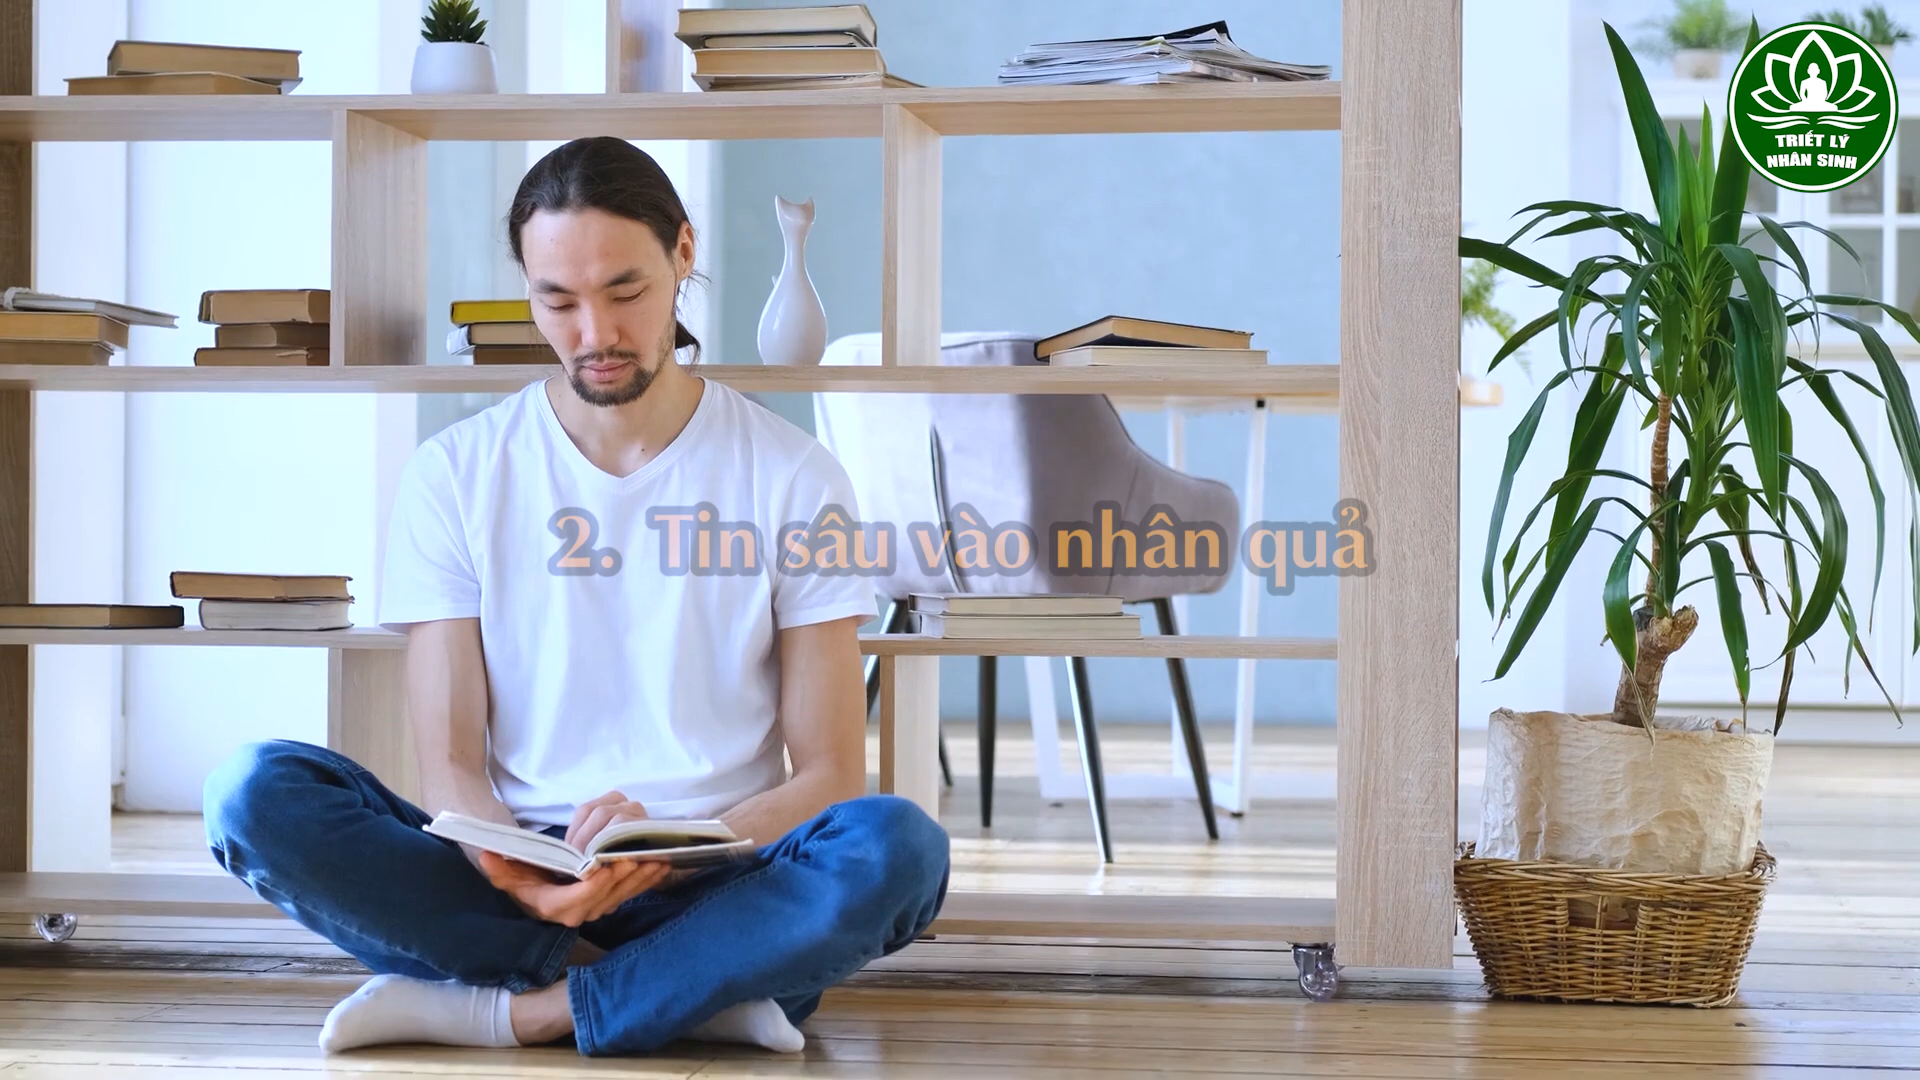 TRIẾT LÝ
NHÂN SINH
2. Tin sâu vào nhân quả